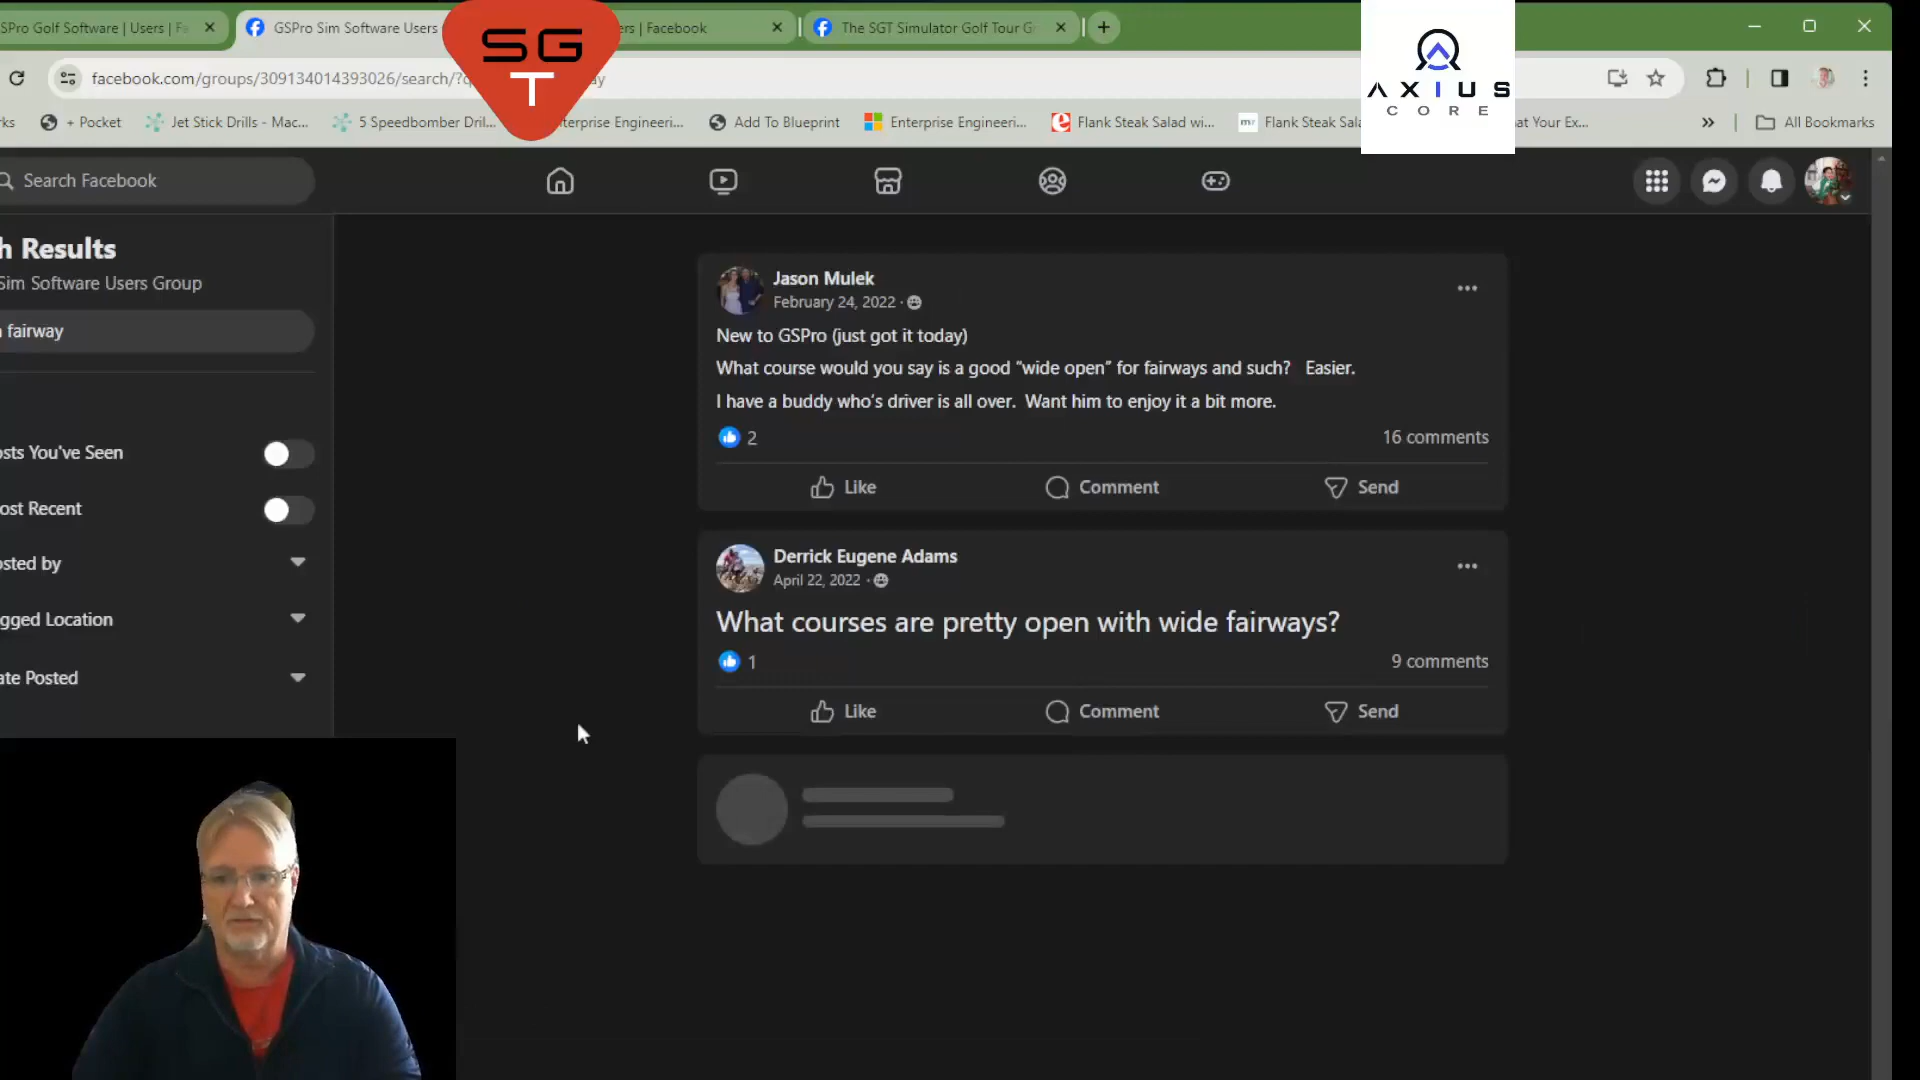 SPro Golf Software | Users | Fa
GSPro Sim Software Users
ers | Facebook
The SGT Simulator Golf Tour G
SG
T
facebook.com/groups/309134014393026/search/?q
ay
AXIUS
CORE
ks
+ Pocket
Jet Stick Drills - Mac...
5 Speedbomber Dril...
terprise Engineeri...
Add To Blueprint
Enterprise Engineeri...
Flank Steak Salad wi...
mr
Flank Steak Sala
at Your Ex...
All Bookmarks
Search Facebook
h Results
Sim Software Users Group
fairway
osts You've Seen
ost Recent
osted by
gged Location
ate Posted
Jason Mulek
February 24, 2022
New to GSPro (just got it today)
What course would you say is a good “wide open” for fairways and such? Easier.
I have a buddy who's driver is all over. Want him to enjoy it a bit more.
2
16 comments
Like
Comment
Send
Derrick Eugene Adams
April 22, 2022
What courses are pretty open with wide fairways?
1
9 comments
Like
Comment
Send